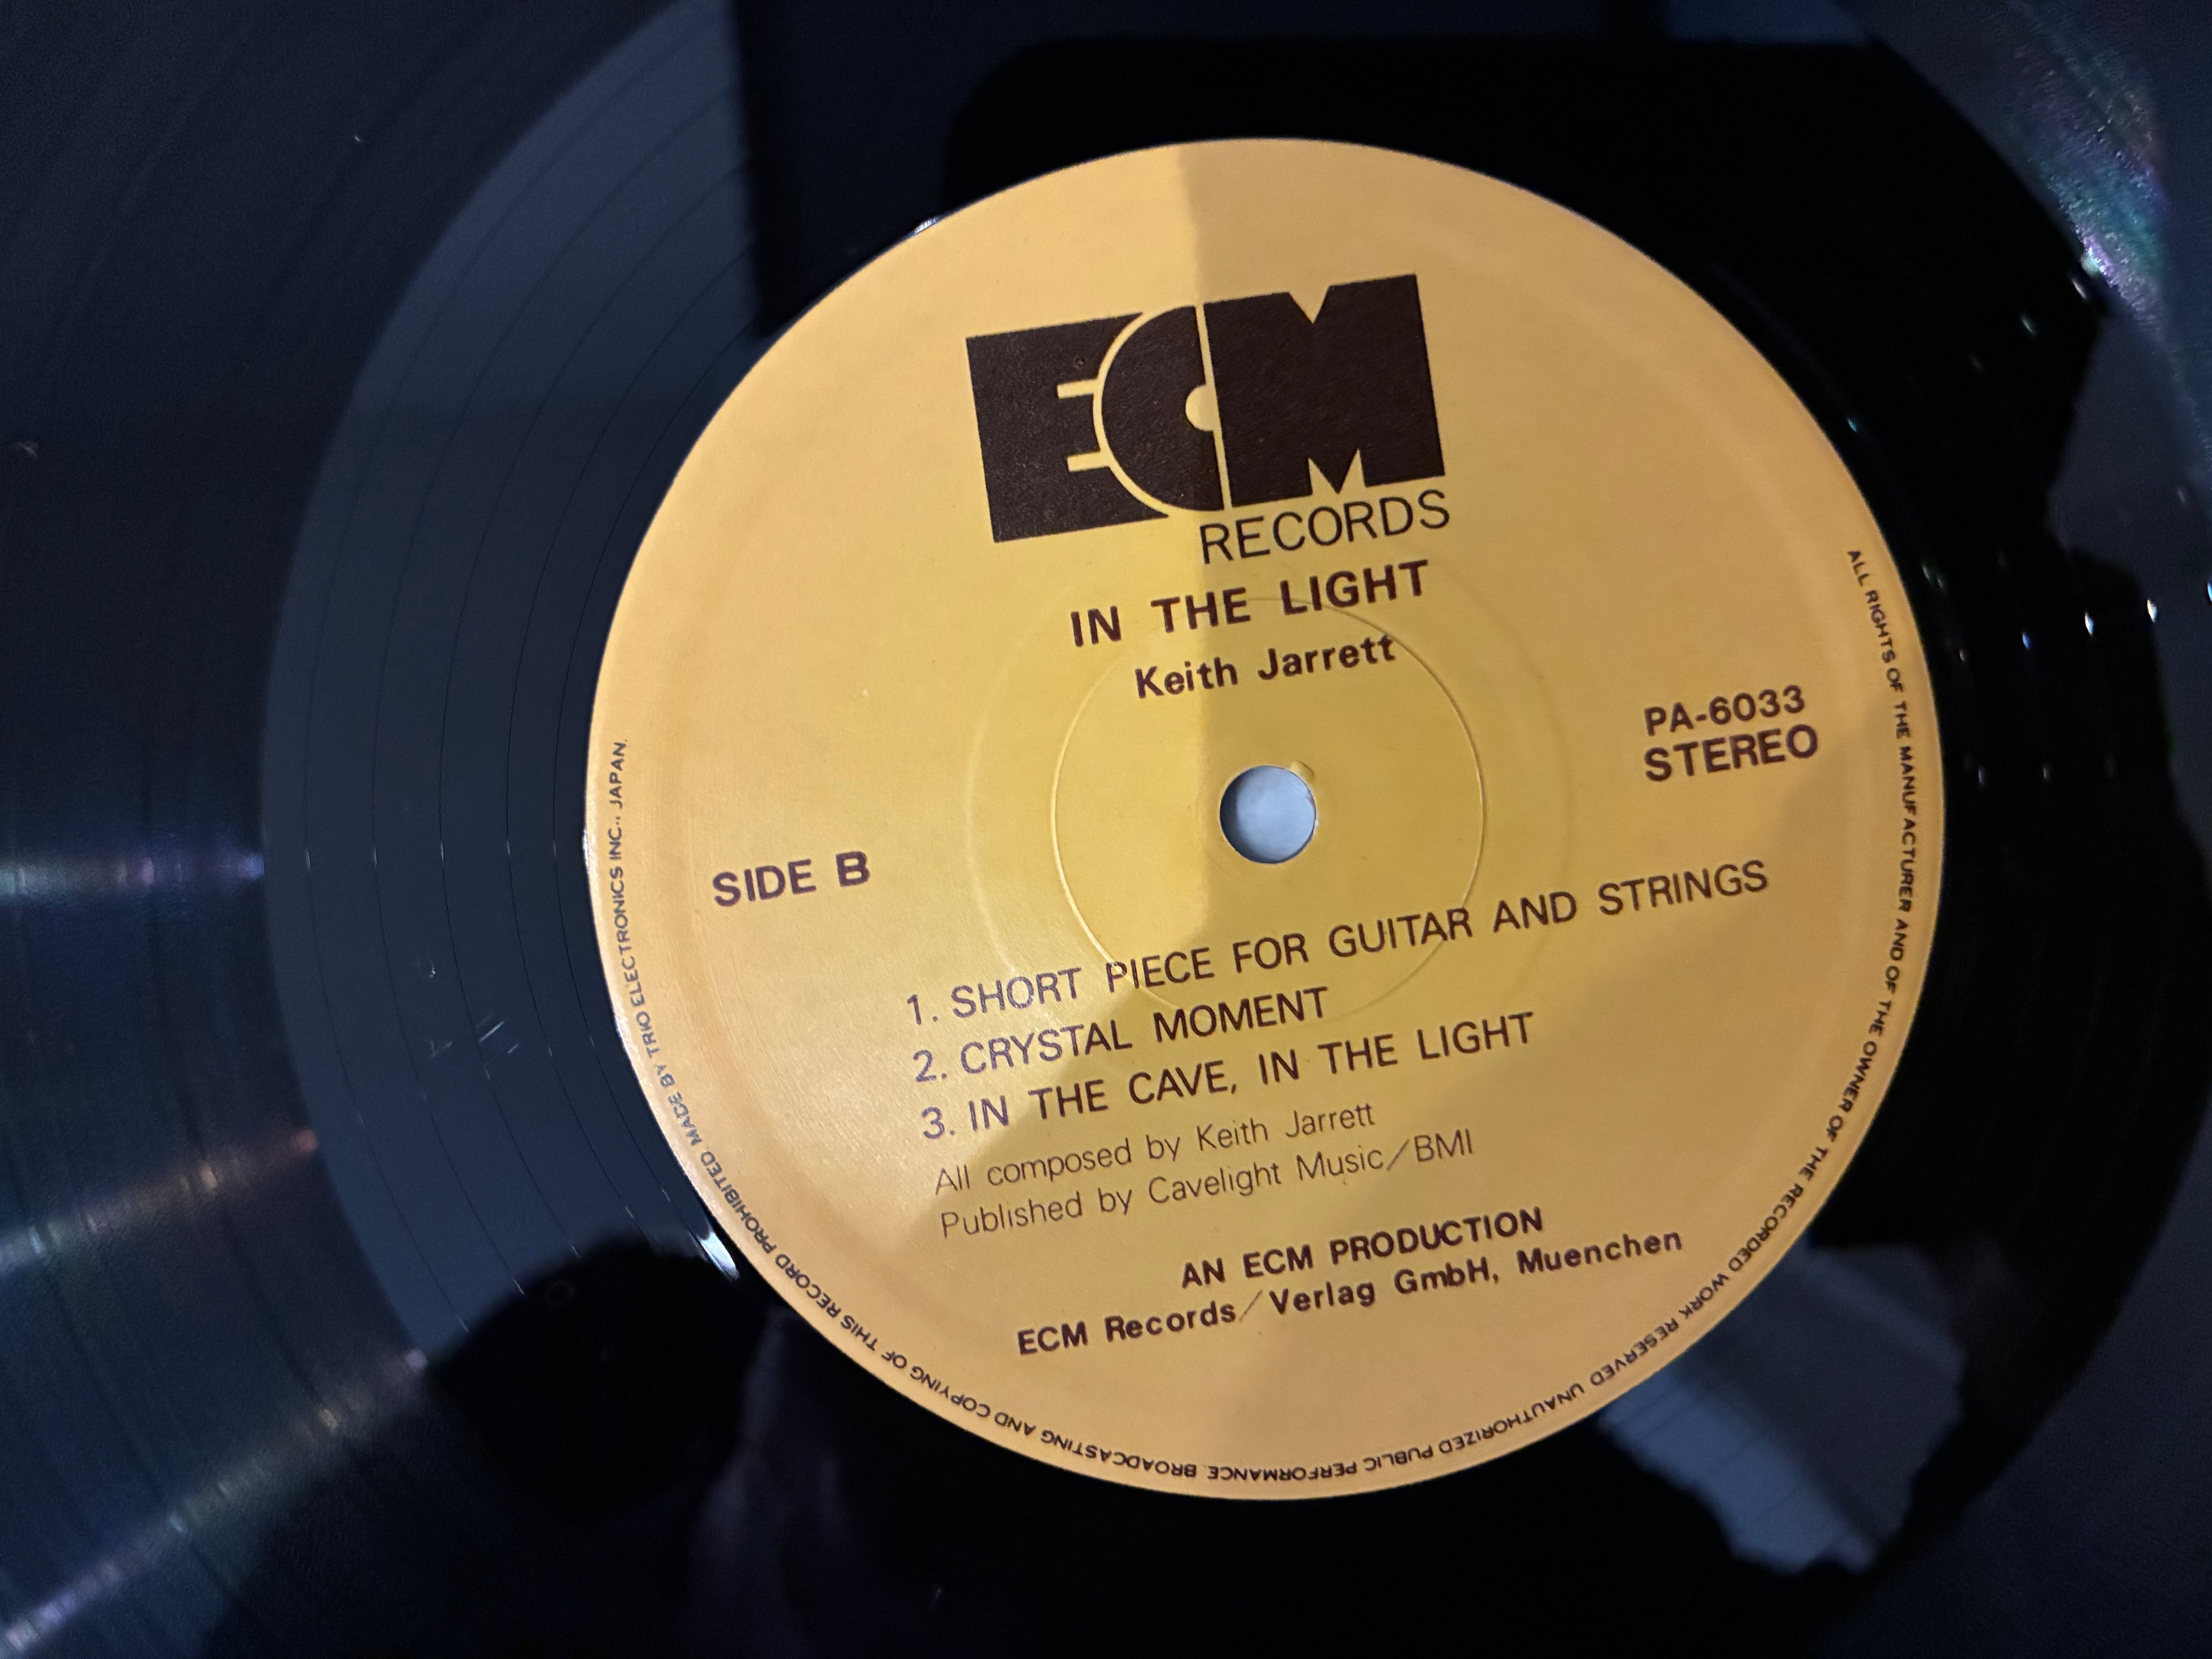 ECM
RECORDS
IN THE LIGHT
Keith Jarrett
PA-6033
STEREO
SIDE B
1. SHORT PIECE FOR GUITAR AND STRINGS
2. CRYSTAL MOMENT
3. IN THE CAVE, IN THE LIGHT
All composed by Keith Jarrett
Published by Cavelight Music/BMI
AN ECM PRODUCTION
ECM Records/Verlag GmbH, Muenchen
ALL RIGHTS OF THE MANUFACTURER AND OF THE OWNER OF THE RECORDED WORK RESERVED UNAUTHORIZED PUBLIC PERFORMANCE. BROADCASTING AND COPYING OF THIS RECORD PROHIBITED MADE BY TRIO ELECTRONICS INC., JAPAN.